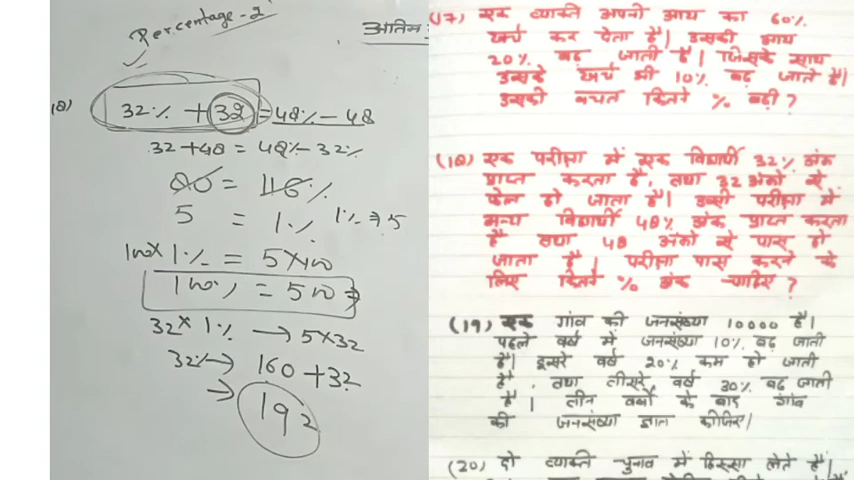 Percentage-2
18) 32% + 32 = 48% - 48
32+48 = 48% - 32%
80 = 16%
5 = 1% 1% ⇒ 5
100× 1% = 5×100
100% = 500 ⇒
32× 1% → 5×32
32% → 160 + 32
→ 192
(17) एक व्यक्ति अपनी आय का 60%
खर्च कर देता है। उसकी आय
20% बढ़ जाती है। जिसके साथ
उसके खर्च भी 10% बढ़ जाते है।
उसकी बचत कितने % बढ़ी?
(18) एक परीक्षा में एक विद्यार्थी 32% अंक
प्राप्त करता है, तथा 32 अंको से
फेल हो जाता है। उसी परीक्षा में
अन्य विद्यार्थी 48% अंक प्राप्त करता
है तथा 48 अंको से पास हो
जाता है। परीक्षा पास करने के
लिए कितने % अंक चाहिए?
(19) एक गांव की जनसंख्या 10000 है।
पहले वर्ष में जनसंख्या 10% बढ़ जाती
है। दूसरे वर्ष 20% कम हो जाती
है, तथा तीसरे वर्ष 30% बढ़ जाती
है। तीन वर्षो के बाद गांव
की जनसंख्या ज्ञात कीजिए।
(20) दो व्यक्ति चुनाव में हिस्सा लेते हैं।